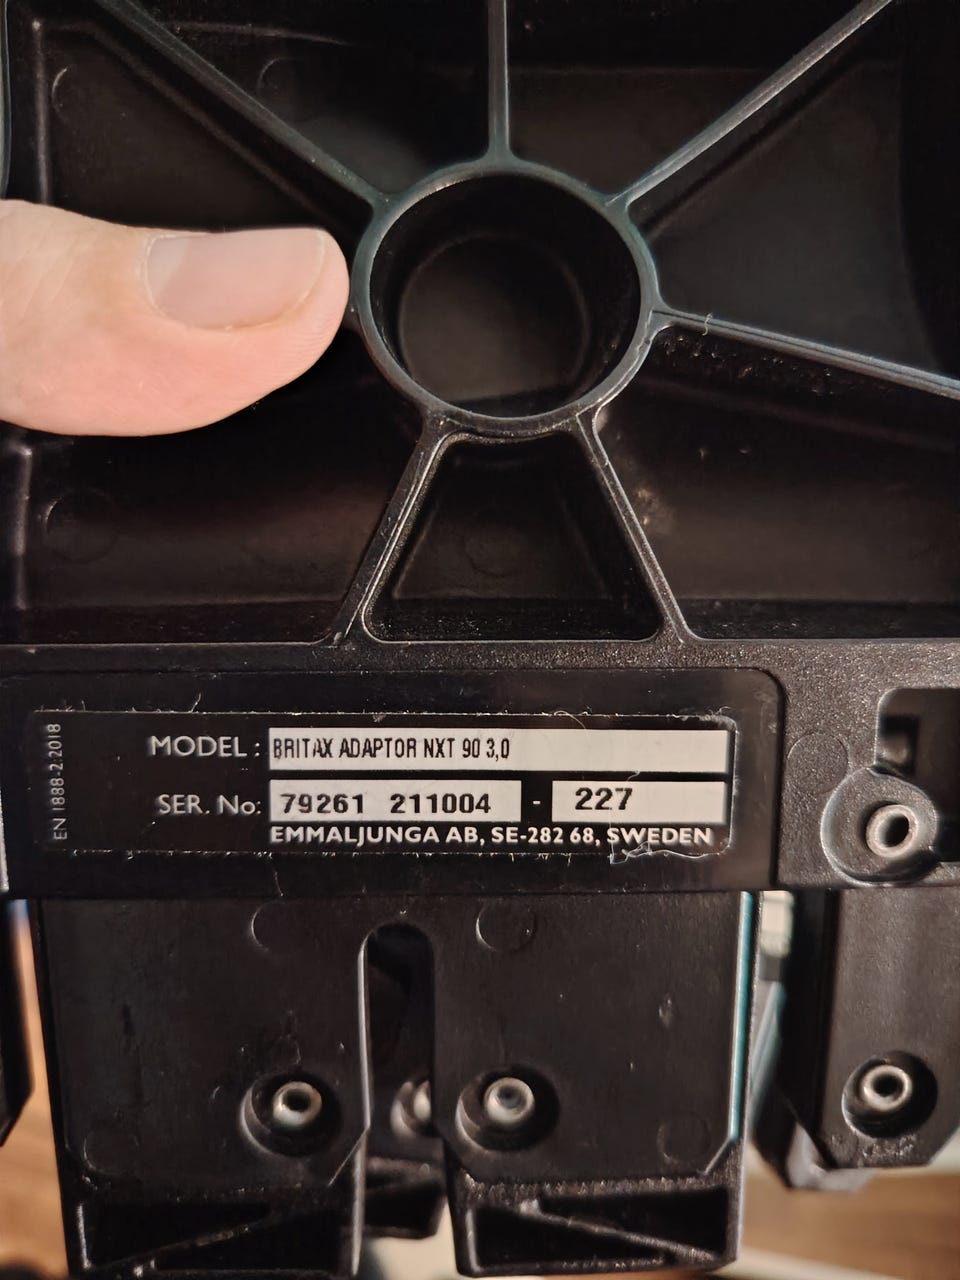 EN 1888-2:2018
MODEL: BRITAX ADAPTOR NXT 90 3,0
SER. No: 79261 211004 - 227
EMMALJUNGA AB, SE-282 68, SWEDEN